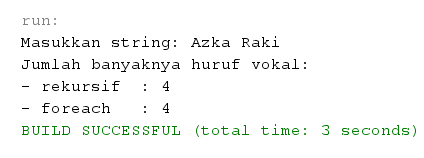 run:
Masukkan string: Azka Raki
Jumlah banyaknya huruf vokal:
- rekursif  : 4
- foreach   : 4
BUILD SUCCESSFUL (total time: 3 seconds)